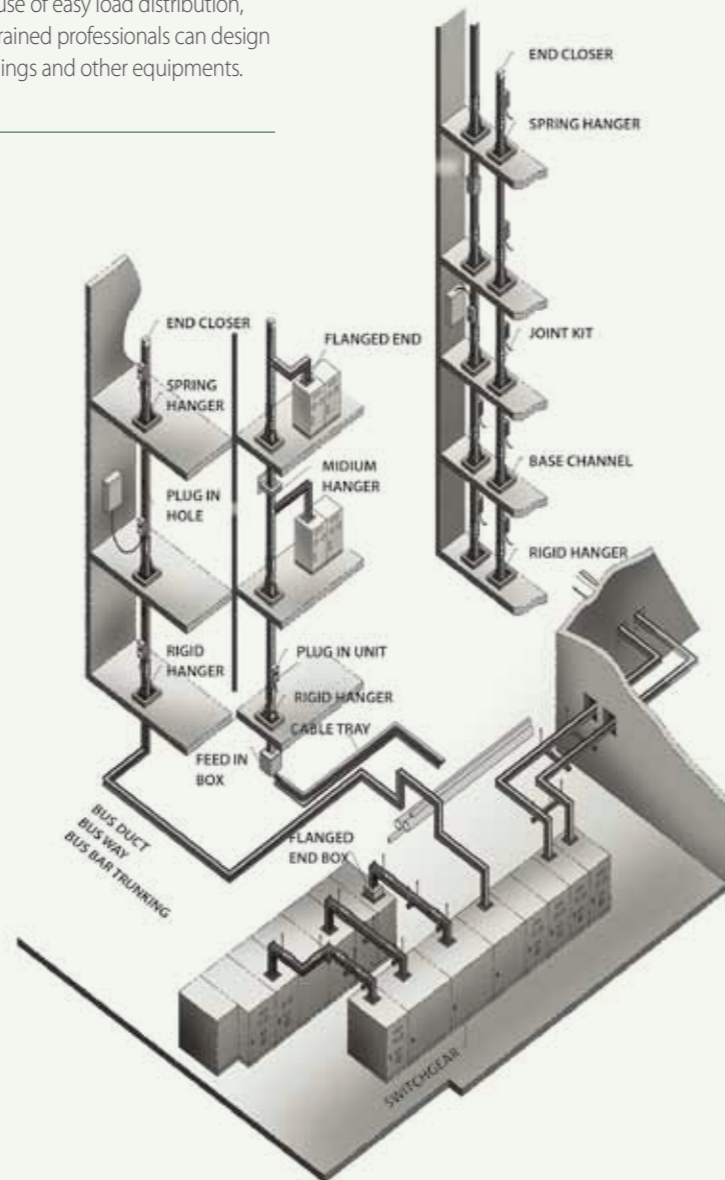 use of easy load distribution,
rained professionals can design
ings and other equipments.
END CLOSER
SPRING HANGER
JOINT KIT
BASE CHANNEL
RIGID HANGER
END CLOSER
SPRING
HANGER
PLUG IN
HOLE
RIGID
HANGER
FLANGED END
MIDIUM
HANGER
PLUG IN UNIT
RIGID HANGER
CABLE TRAY
FEED IN
BOX
BUS DUCT
BUS WAY
BUS BAR TRUNKING
FLANGED
END BOX
SWITCHGEAR